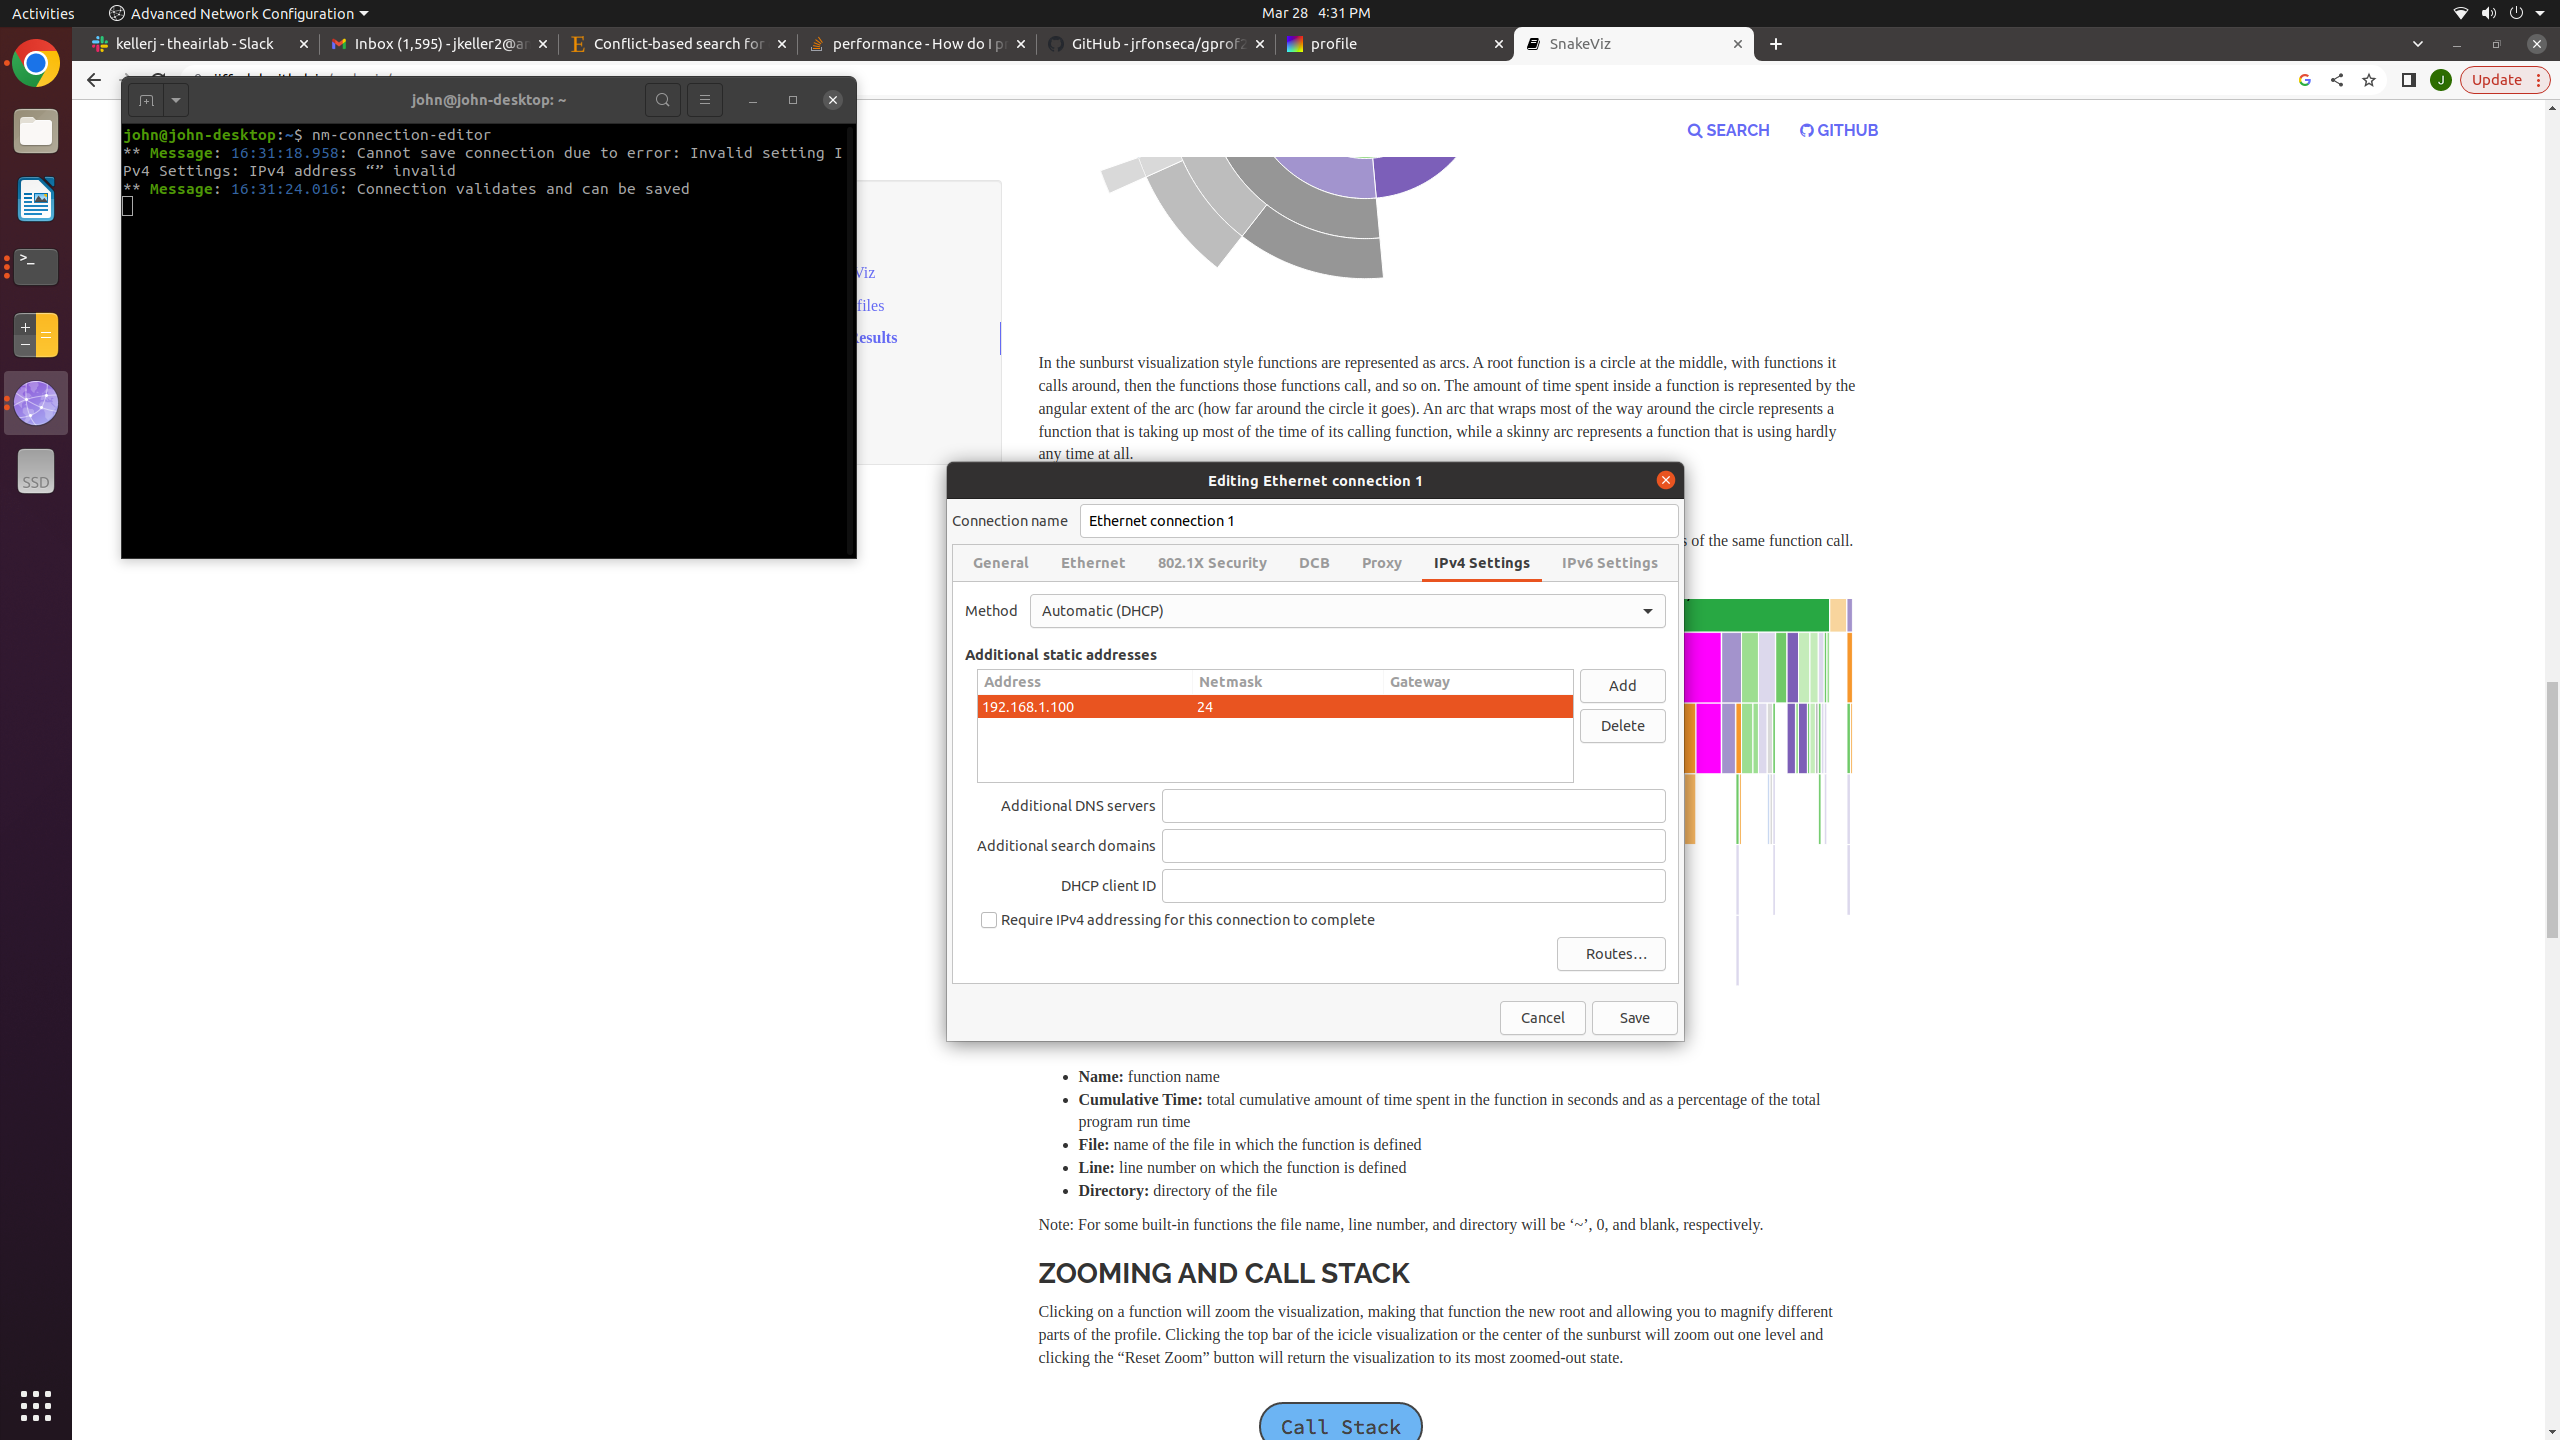 Activities
Advanced Network Configuration
Mar 28 4:31 PM
kellerj - theairlab - Slack
Inbox (1,595) - jkeller2@an
Conflict-based search for
performance - How do I p
GitHub - jrfonseca/gprof2
profile
SnakeViz
Update
J
SEARCH
GITHUB
john@john-desktop: ~
john@john-desktop:~$ nm-connection-editor
** Message: 16:31:18.958: Cannot save connection due to error: Invalid setting I
Pv4 Settings: IPv4 address “” invalid
** Message: 16:31:24.016: Connection validates and can be saved
Viz
files
Results
In the sunburst visualization style functions are represented as arcs. A root function is a circle at the middle, with functions it
calls around, then the functions those functions call, and so on. The amount of time spent inside a function is represented by the
angular extent of the arc (how far around the circle it goes). An arc that wraps most of the way around the circle represents a
function that is taking up most of the time of its calling function, while a skinny arc represents a function that is using hardly
any time at all.
s of the same function call.
SSD
Editing Ethernet connection 1
Connection name
Ethernet connection 1
General
Ethernet
802.1X Security
DCB
Proxy
IPv4 Settings
IPv6 Settings
Method
Automatic (DHCP)
Additional static addresses
Address
Netmask
Gateway
192.168.1.100
24
Add
Delete
Additional DNS servers
Additional search domains
DHCP client ID
Require IPv4 addressing for this connection to complete
Routes…
Cancel
Save
Name: function name
Cumulative Time: total cumulative amount of time spent in the function in seconds and as a percentage of the total
program run time
File: name of the file in which the function is defined
Line: line number on which the function is defined
Directory: directory of the file
Note: For some built-in functions the file name, line number, and directory will be ‘~’, 0, and blank, respectively.
ZOOMING AND CALL STACK
Clicking on a function will zoom the visualization, making that function the new root and allowing you to magnify different
parts of the profile. Clicking the top bar of the icicle visualization or the center of the sunburst will zoom out one level and
clicking the “Reset Zoom” button will return the visualization to its most zoomed-out state.
Call Stack